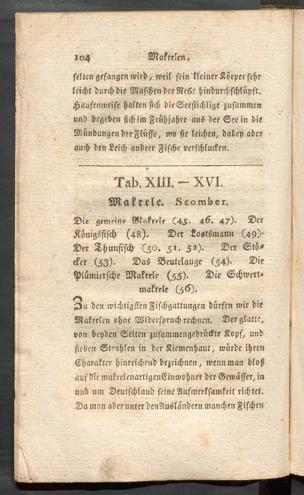 104 Makrelen.
selten gefangen wird, weil sein kleiner Körper sehr
leicht durch die Maschen der Netze hindurchschlüpft.
Haufenweise halten sich die Seestichlige zusammen
und begeben sich im Frühjahre aus der See in die
Mündungen der Flüsse, wo sie leichen, dabey aber
auch den Leich andrer Fische verschlucken.
Tab. XIII. — XVI.
Makrele. Scomber.
Die gemeine Makrele (45. 46. 47). Der
Königsfisch (48). Der Lootsmann (49).
Der Thunfisch (50. 51. 52). Der Stö-
cker (53). Das Beutelauge (54). Die
Plümiersche Makrele (55). Die Schwert-
makrele (56).
Zu den wichtigsten Fischgattungen dürfen wir die
Makrelen ohne Widerspruch rechnen. Der glatte,
von beyden Seiten zusammengedrückte Kopf, und
sieben Strahlen in der Kiemenhaut, würde ihren
Charakter hinreichend bezeichnen, wenn man bloß
auf die makrelenartigen Einwohner der Gewässer, in
und um Deutschland seine Aufmerksamkeit richtet.
Da man aber unter den Ausländern manchen Fischen